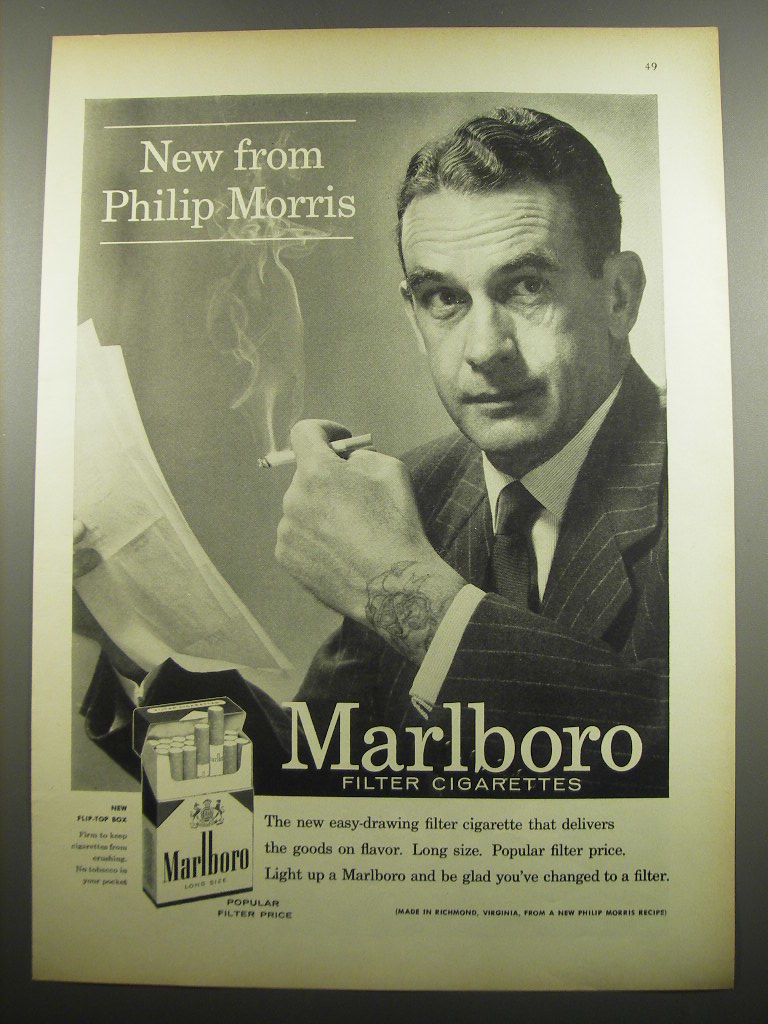 49
New from
Philip Morris
Marlboro
FILTER CIGARETTES
NEW
FLIP-TOP BOX
Firm to keep
cigarettes from
crushing.
No tobacco in
your pocket
Marlboro
LONG SIZE
POPULAR
FILTER PRICE
The new easy-drawing filter cigarette that delivers
the goods on flavor. Long size. Popular filter price.
Light up a Marlboro and be glad you've changed to a filter.
(MADE IN RICHMOND, VIRGINIA, FROM A NEW PHILIP MORRIS RECIPE)